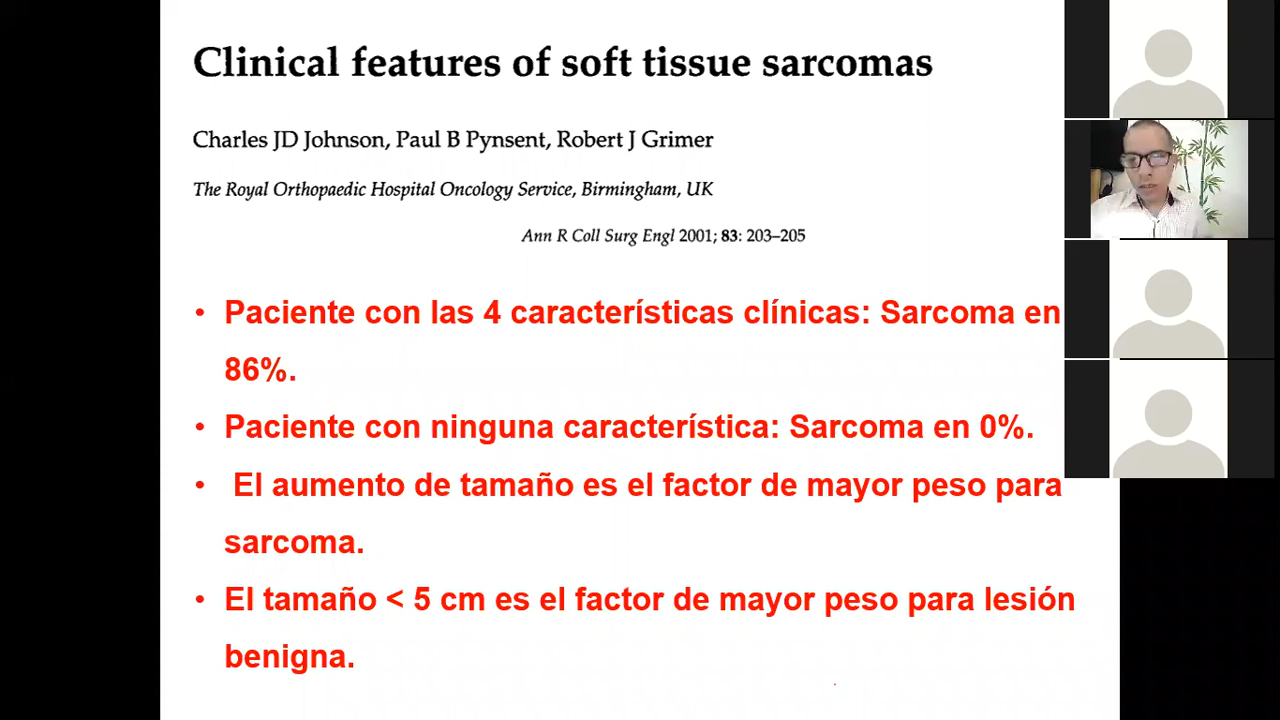 Clinical features of soft tissue sarcomas
Charles JD Johnson, Paul B Pynsent, Robert J Grimer
The Royal Orthopaedic Hospital Oncology Service, Birmingham, UK
Ann R Coll Surg Engl 2001; 83: 203–205
• Paciente con las 4 características clínicas: Sarcoma en
86%.
• Paciente con ninguna característica: Sarcoma en 0%.
• El aumento de tamaño es el factor de mayor peso para
sarcoma.
• El tamaño < 5 cm es el factor de mayor peso para lesión
benigna.